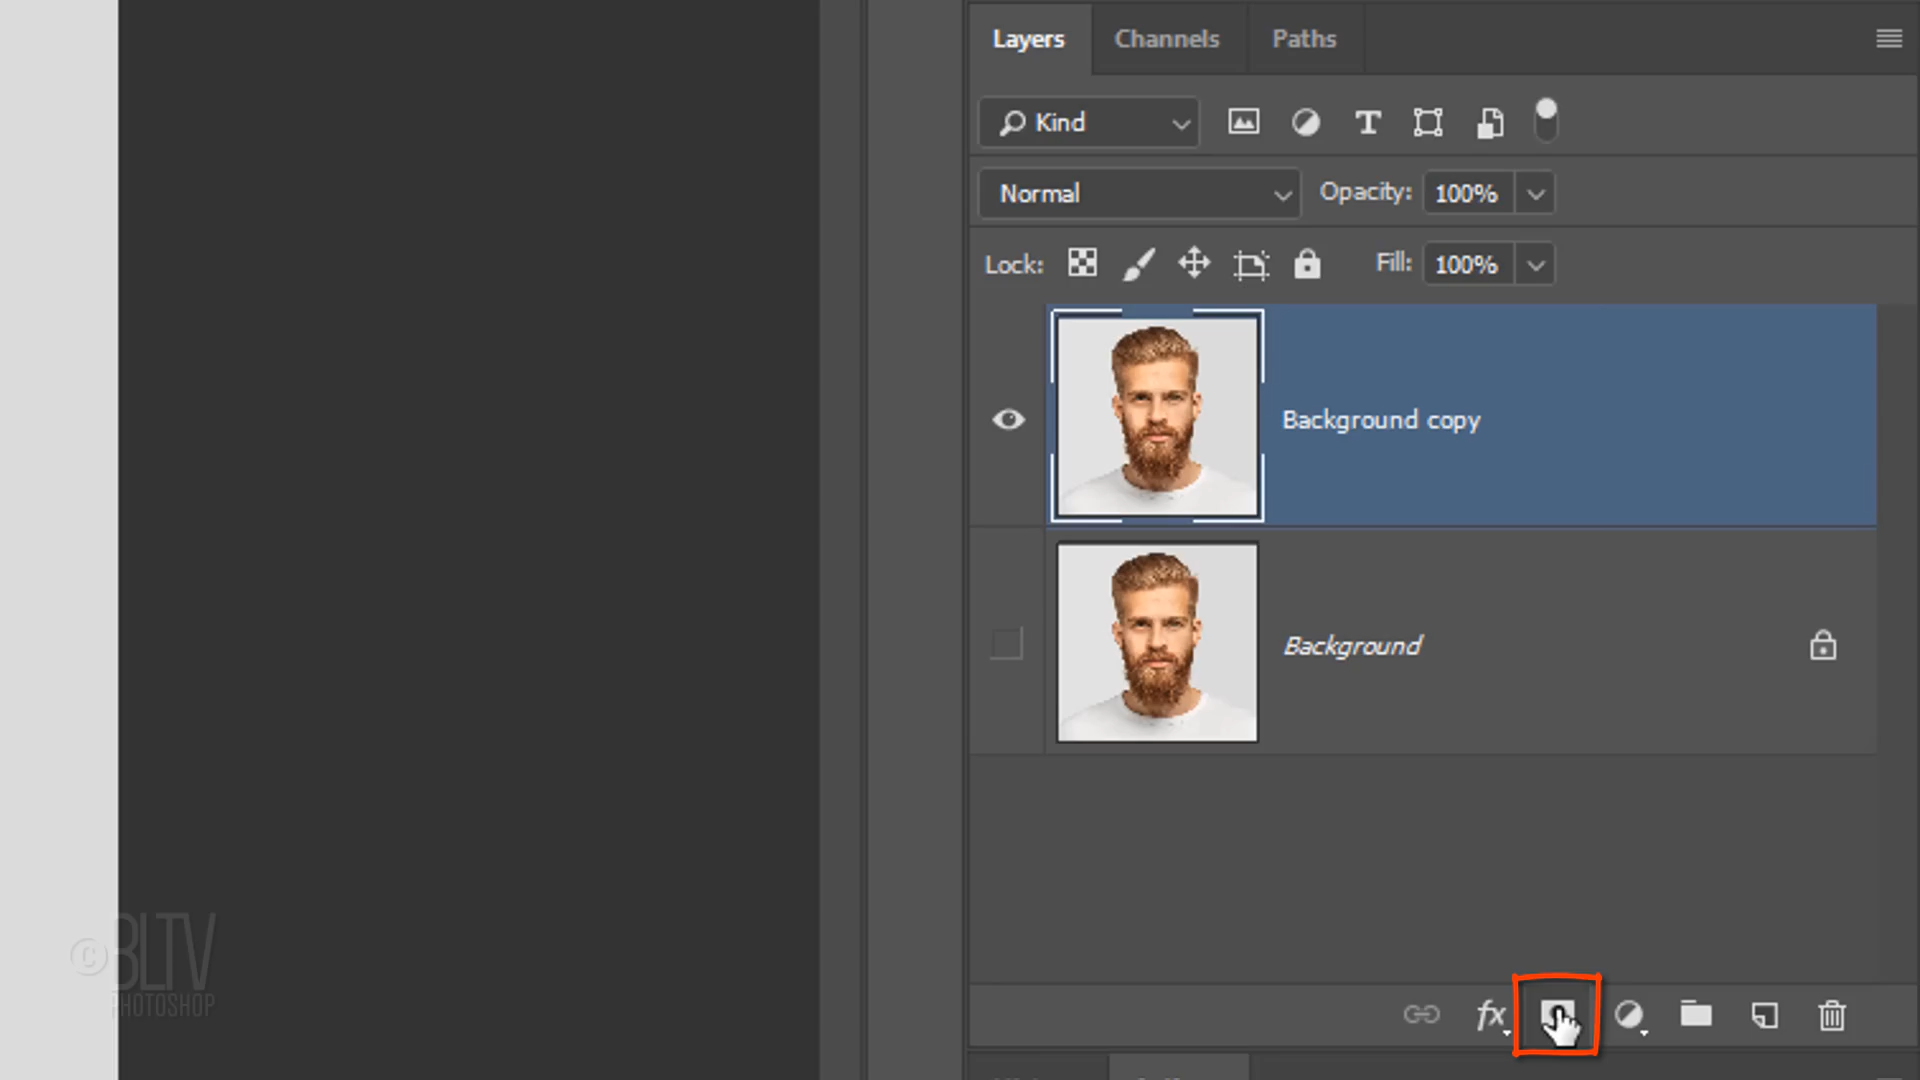 Layers Channels Paths
Kind
Normal Opacity: 100%
Lock: Fill: 100%
Background copy
Background
fx
© BLTV
PHOTOSHOP